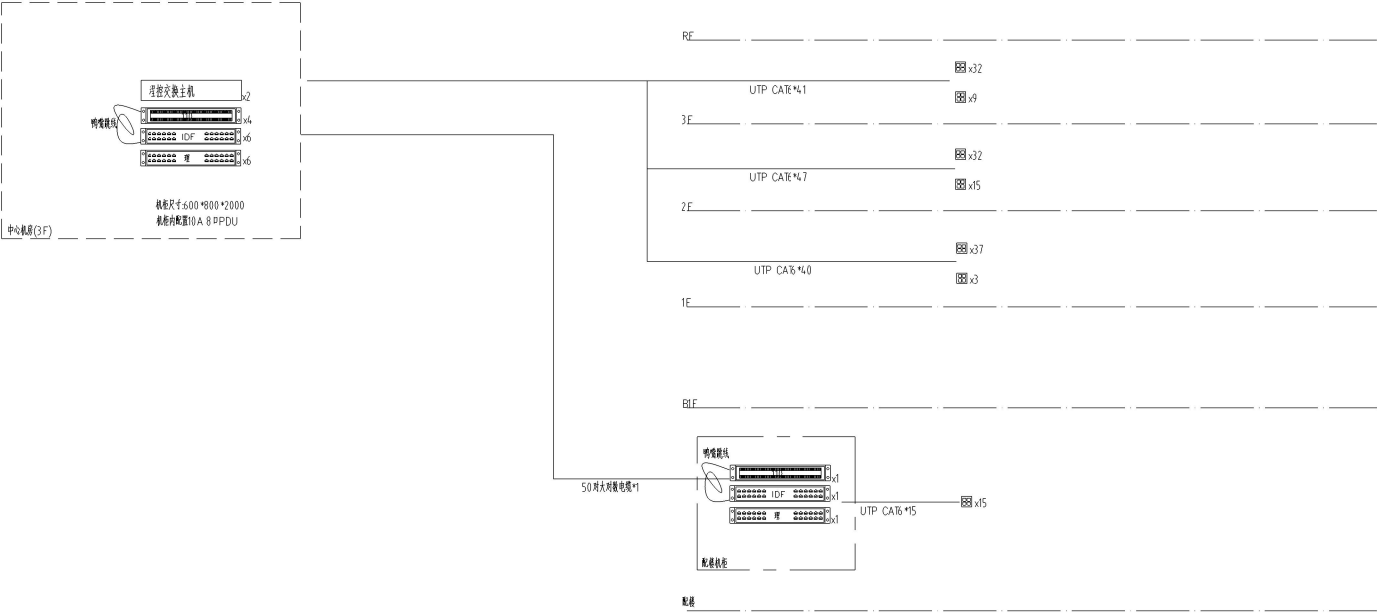 RF
x32
程控交换主机
x2
UTP CAT6*41
x9
x4
鸭嘴跳线
3F
IDF
x6
x32
理
x6
UTP CAT6*47
x15
机柜尺寸:600*800*2000
2F
机柜内配置10A 8口PDU
中心机房(3F)
x37
UTP CAT6*40
x3
1F
B1F
鸭嘴跳线
x1
50对大对数电缆*1
IDF
x1
x15
UTP CAT6*15
理
x1
配楼机柜
配楼